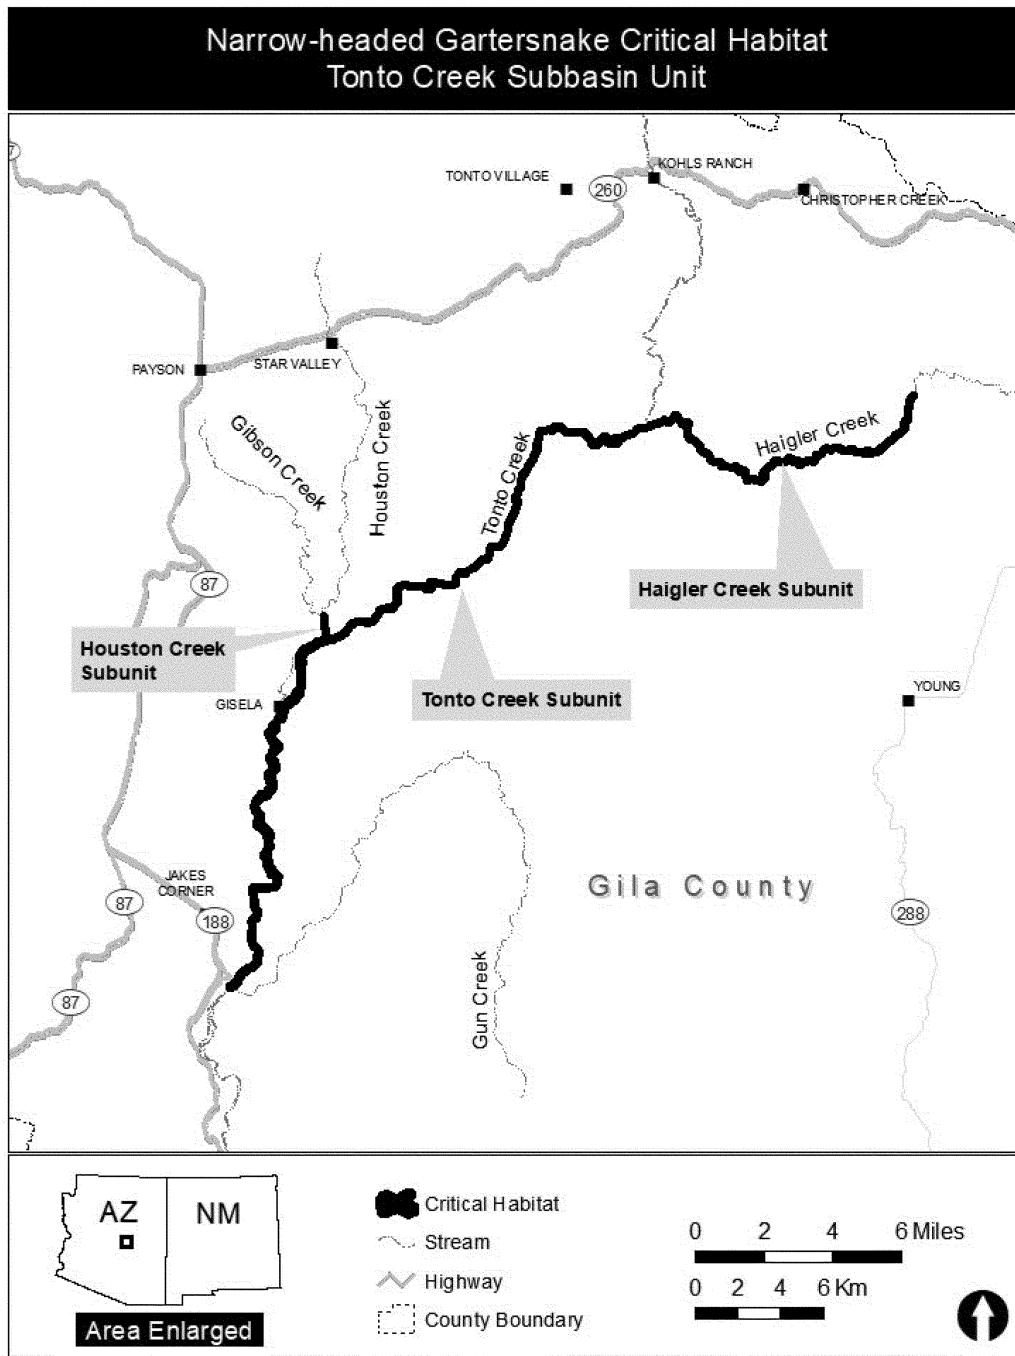 Narrow-headed Gartersnake Critical Habitat
Tonto Creek Subbasin Unit
7
TONTO VILLAGE
260
KOHLS RANCH
CHRISTOPHER CREEK
PAYSON
STAR VALLEY
Gibson Creek
Houston Creek
Tonto Creek
Haigler Creek
87
Haigler Creek Subunit
Houston Creek
Subunit
Tonto Creek Subunit
GISELA
YOUNG
JAKES
CORNER
87
188
Gila County
288
Gun Creek
87
AZ
NM
Area Enlarged
Critical Habitat
Stream
Highway
County Boundary
0 2 4 6 Miles
0 2 4 6 Km